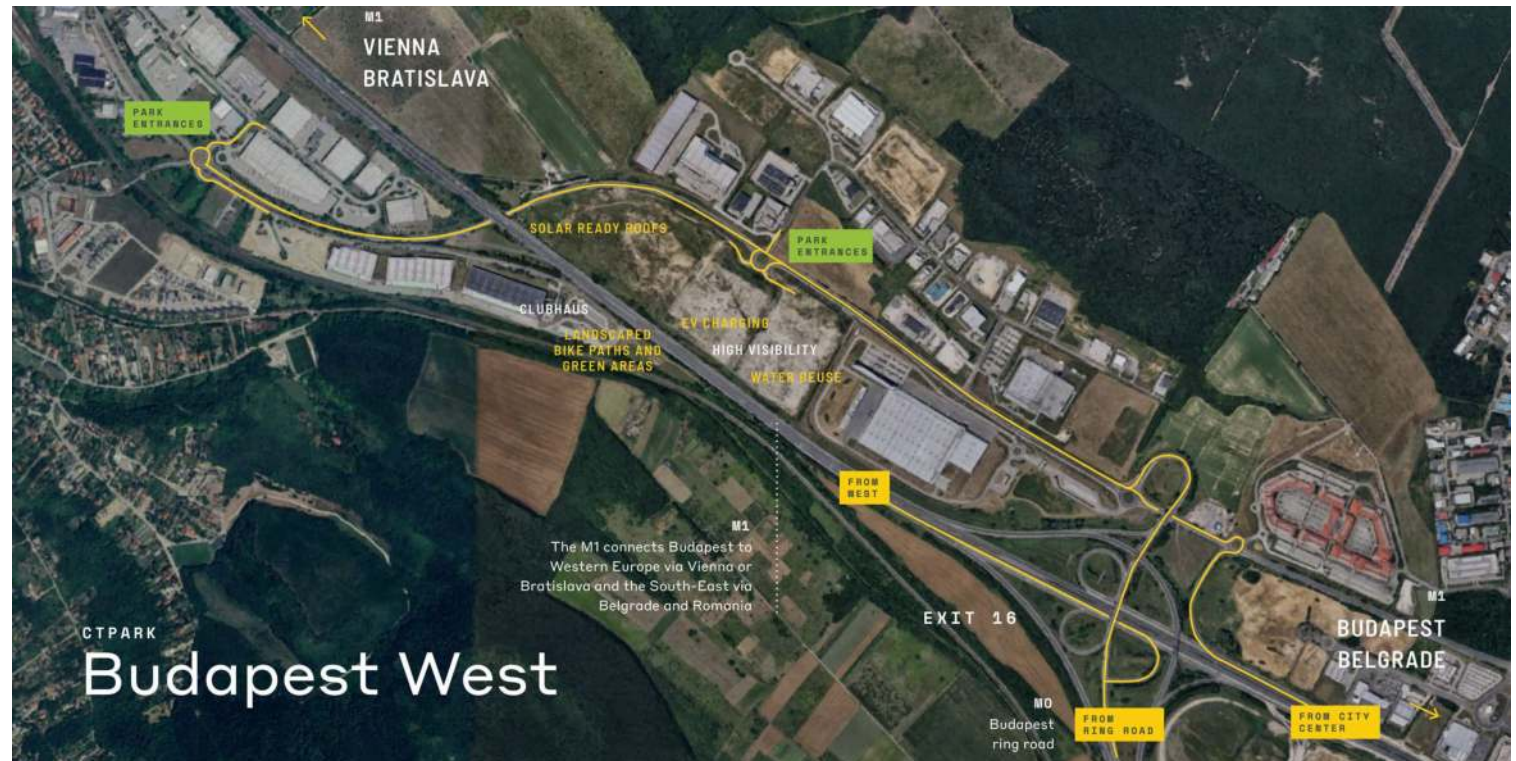 M1
VIENNA
BRATISLAVA
PARK
ENTRANCES
SOLAR READY ROOFS
PARK
ENTRANCES
CLUBHAUS
LANDSCAPED
BIKE PATHS AND
GREEN AREAS
EV CHARGING
HIGH VISIBILITY
WATER REUSE
FROM
WEST
M1
The M1 connects Budapest to
Western Europe via Vienna or
Bratislava and the South-East via
Belgrade and Romania
EXIT 16
CTPARK
Budapest West
M1
BUDAPEST
BELGRADE
M0
Budapest
ring road
FROM
RING ROAD
FROM CITY
CENTER